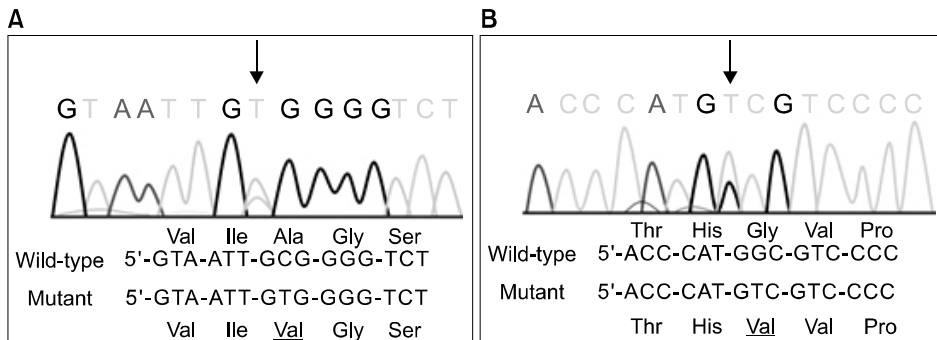 A
G T A A T T G T G G G G T C T
Val Ile Ala Gly Ser
Wild-type 5'-GTA-ATT-GCG-GGG-TCT
Mutant 5'-GTA-ATT-GTG-GGG-TCT
Val Ile Val Gly Ser
B
A C C C A T G T C G T C C C C
Thr His Gly Val Pro
Wild-type 5'-ACC-CAT-GGC-GTC-CCC
Mutant 5'-ACC-CAT-GTC-GTC-CCC
Thr His Val Val Pro